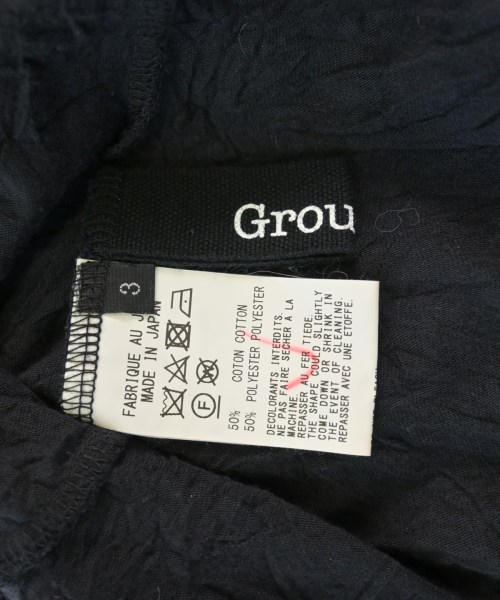 Grou
3
FABRIQUE AU J
MADE IN JAPAN
F
50% COTON COTTON
50% POLYESTER POLYESTER
DECOLORANTS INTERDITS.
NE PAS FAIRE SECHER A LA
MACHINE
REPASSER AU FER TIEDE.
THE SHAPE COULD SLIGHTLY
COME DOWN OR SHRINK IN
THE EVENT OF CLEANING.
REPASSER AVEC UNE ETOFFE.